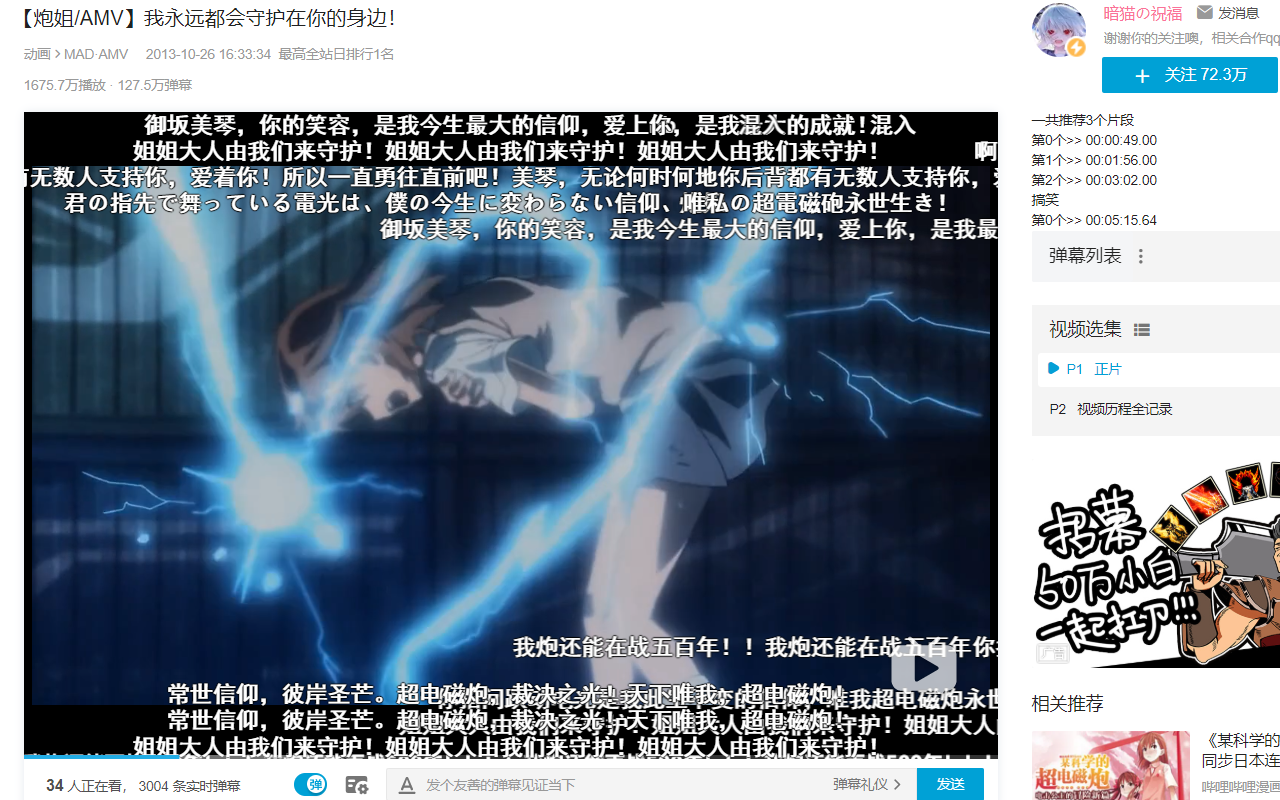 【炮姐/AMV】我永远都会守护在你的身边！
动画 > MAD·AMV 2013-10-26 16:33:34 最高全站日排行1名
1675.7万播放 · 127.5万弹幕
御坂美琴，你的笑容，是我今生最大的信仰，爱上你，是我最大的成就！混入
姐姐大人由我们来守护！姐姐大人由我们来守护！姐姐大人由我们来守护！
啊
有无数人支持你，爱着你！所以一直勇往直前吧！美琴，无论何时何地你后背都有无数人支持你，
君の指先で舞っている電光は、僕の今生に変わらない信仰、唯私の超電磁砲永世生き！
御坂美琴，你的笑容，是我今生最大的信仰，爱上你，是我最
我炮还能在战五百年！！我炮还能在战五百年你
常世信仰，彼岸圣芒。超电磁炮，裁决之光！天下唯我，超电磁炮！
常世信仰，彼岸圣芒。超电磁炮，裁决之光！天下唯我，超电磁炮！
姐姐大人由我们来守护！姐姐大人由我们来守护！姐姐大人由我们来守护！
34 人正在看， 3004 条实时弹幕
弹
发个友善的弹幕见证当下
弹幕礼仪 >
发送
暗猫の祝福 发消息
谢谢你的关注噢，相关合作qq
+ 关注 72.3万
一共推荐3个片段
第0个>> 00:00:49.00
第1个>> 00:01:56.00
第2个>> 00:03:02.00
搞笑
第0个>> 00:05:15.64
弹幕列表
视频选集
P1 正片
P2 视频历程全记录
招募
50万小白
一起扛刀!!!
广告
相关推荐
某科学的
超电磁炮
《某科学的
同步日本连
哔哩哔哩漫画